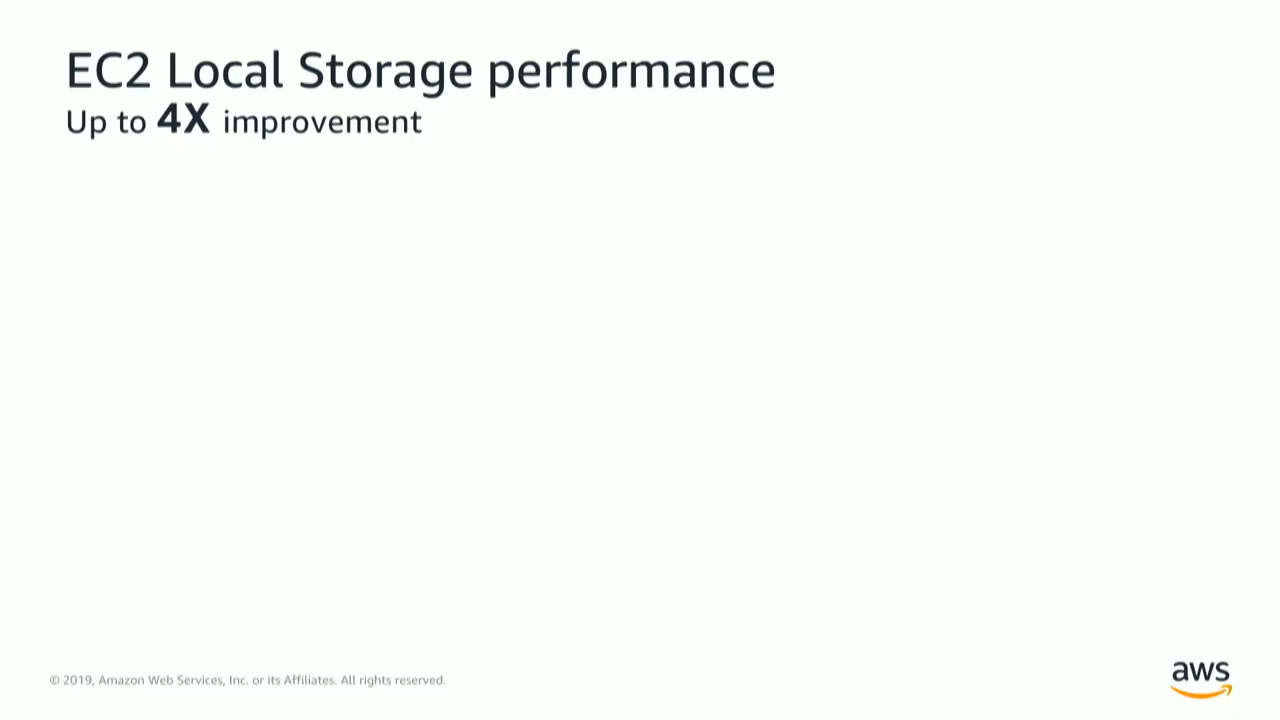 EC2 Local Storage performance
Up to 4X improvement
© 2019, Amazon Web Services, Inc. or its Affiliates. All rights reserved.
aws